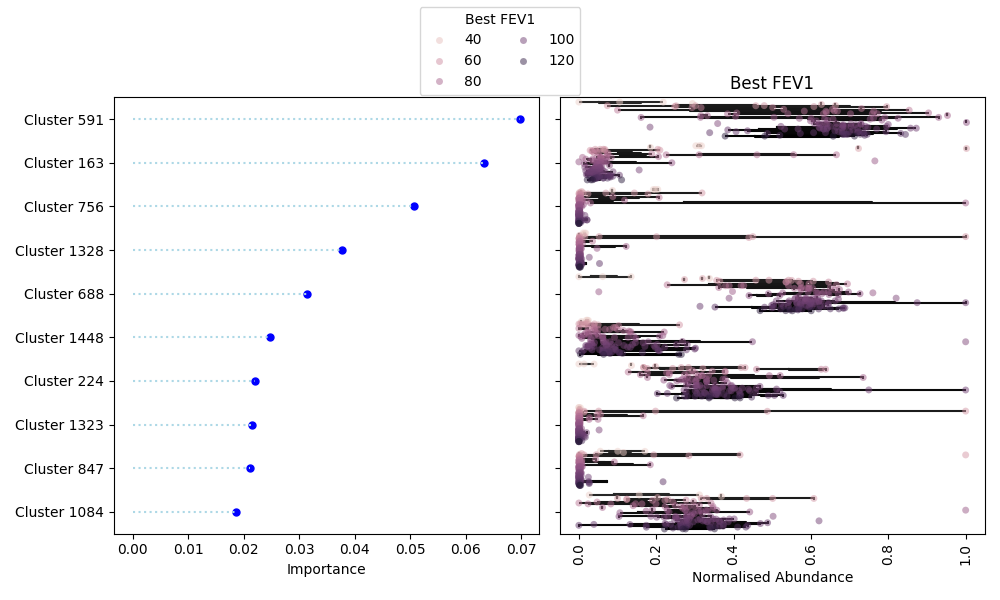 Best FEV1
40
60
80
100
120
Best FEV1
Cluster 591
Cluster 163
Cluster 756
Cluster 1328
Cluster 688
Cluster 1448
Cluster 224
Cluster 1323
Cluster 847
Cluster 1084
0.00 0.01 0.02 0.03 0.04 0.05 0.06 0.07
Importance
0.0 0.2 0.4 0.6 0.8 1.0
Normalised Abundance